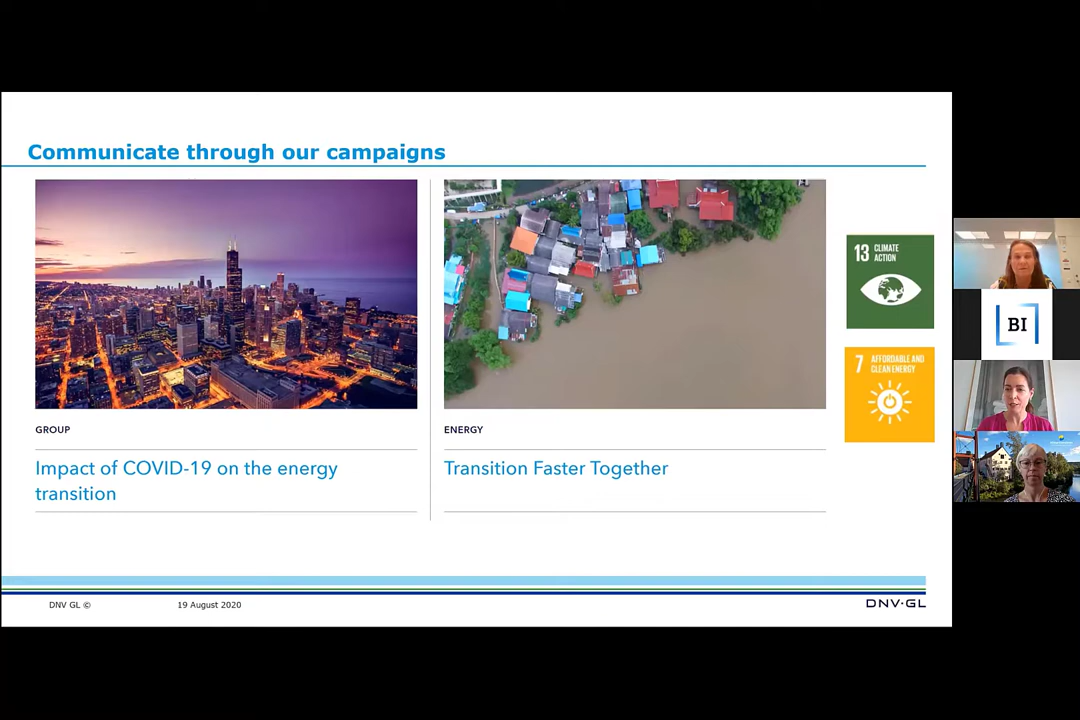 Communicate through our campaigns
13 CLIMATE
ACTION
7 AFFORDABLE AND
CLEAN ENERGY
BI
GROUP
ENERGY
Impact of COVID-19 on the energy
transition
Transition Faster Together
DNV GL ©
19 August 2020
DNV·GL